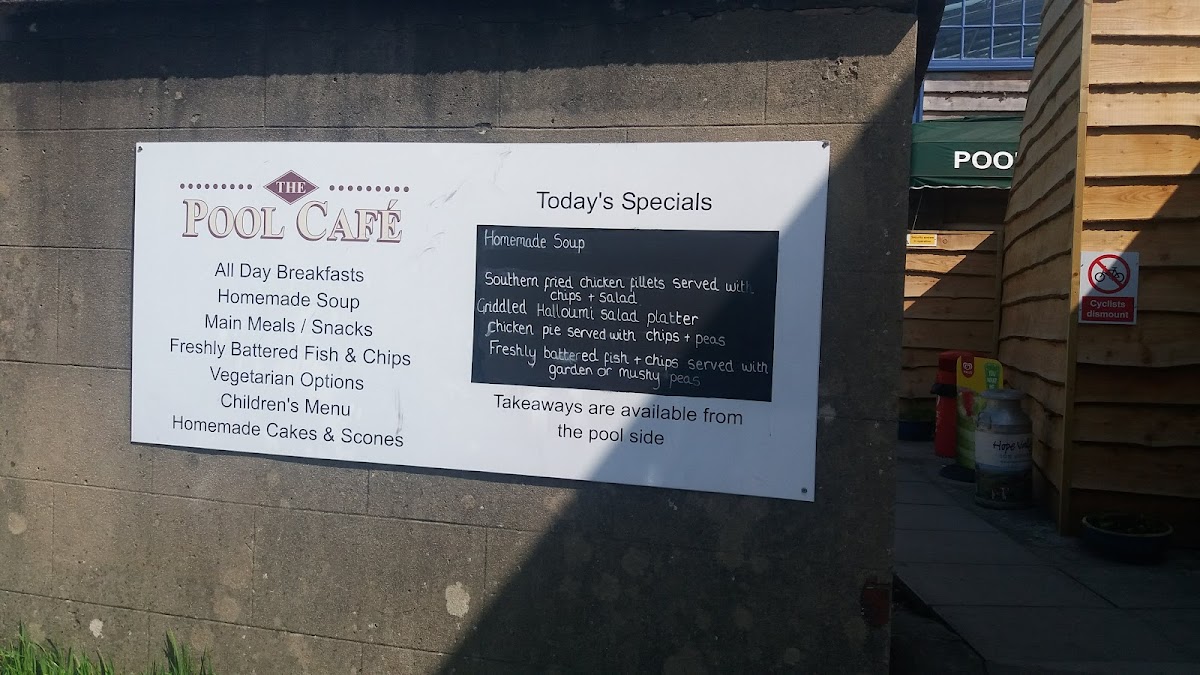 THE
POOL CAFÉ
All Day Breakfasts
Homemade Soup
Main Meals / Snacks
Freshly Battered Fish & Chips
Vegetarian Options
Children's Menu
Homemade Cakes & Scones
Today's Specials
Homemade Soup
Southern fried chicken fillets served with
chips + salad
Griddled Halloumi salad platter
Chicken pie served with chips + peas
Freshly battered fish + chips served with
garden or mushy peas
Takeaways are available from
the pool side
POO
Cyclists
dismount
Hope